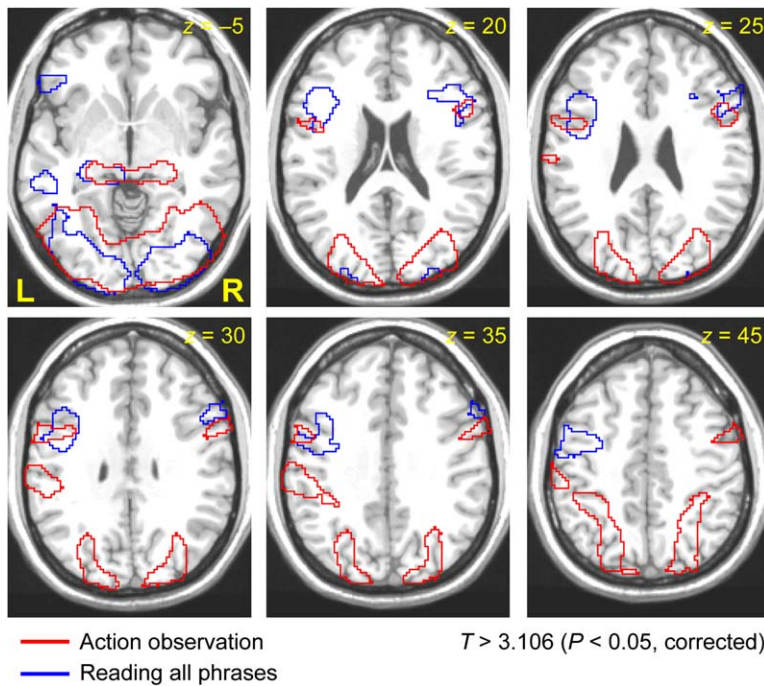 z = –5
z = 20
z = 25
L
R
z = 30
z = 35
z = 45
Action observation
T > 3.106 (P < 0.05, corrected)
Reading all phrases